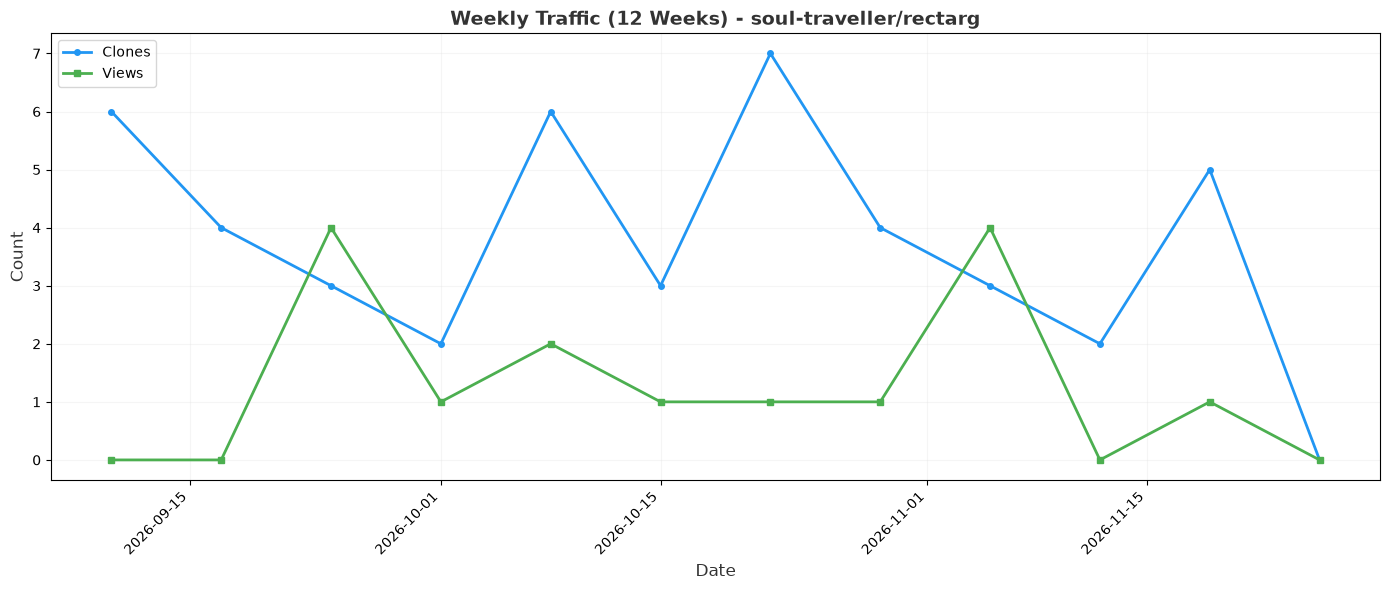 Weekly Traffic (12 Weeks) - soul-traveller/rectarg
Clones
Views
7
6
5
4
3
2
1
0
Count
2026-09-15
2026-10-01
2026-10-15
2026-11-01
2026-11-15
Date